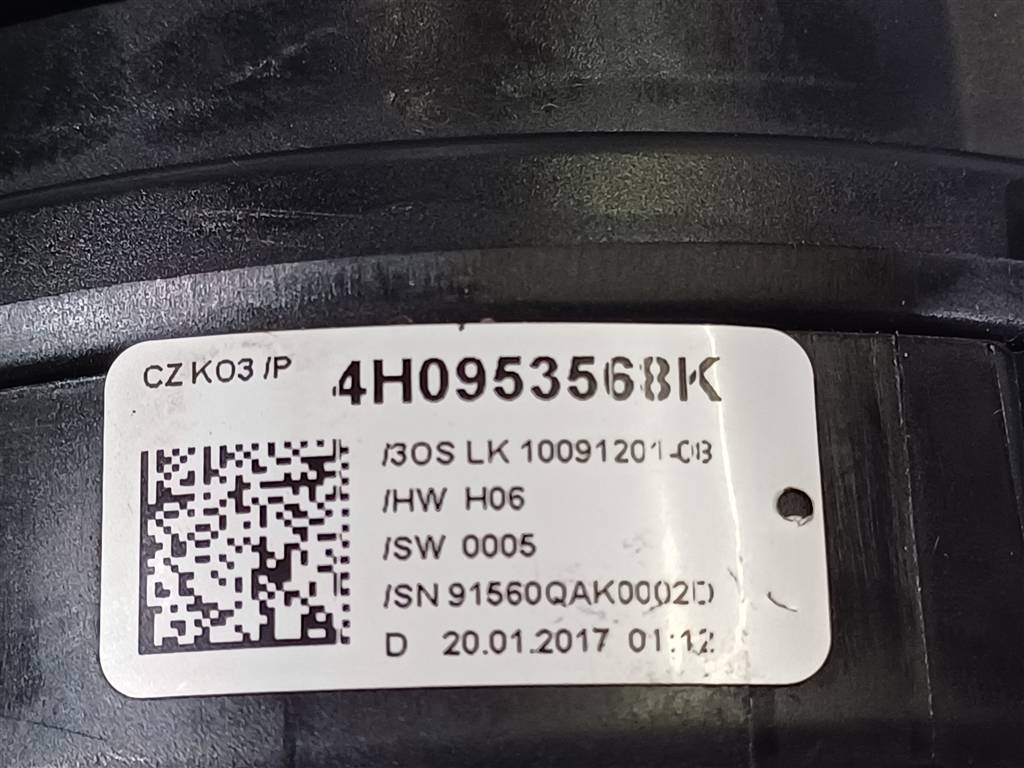 CZ K03 /P 4H0953568K
/3OS LK 10091201-08
/HW H06
/SW 0005
/SN 91560QAK0002D
D 20.01.2017 01:12